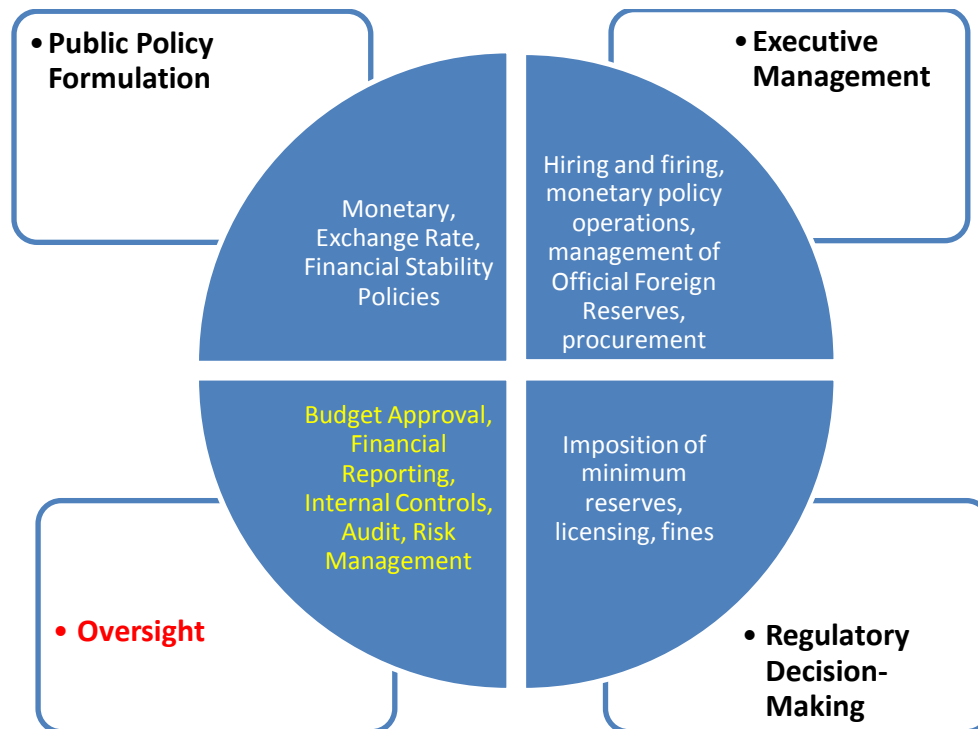 • Public Policy
Formulation
• Executive
Management
Monetary,
Exchange Rate,
Financial Stability
Policies
Hiring and firing,
monetary policy
operations,
management of
Official Foreign
Reserves,
procurement
Budget Approval,
Financial
Reporting,
Internal Controls,
Audit, Risk
Management
Imposition of
minimum
reserves,
licensing, fines
• Oversight
• Regulatory
Decision-
Making